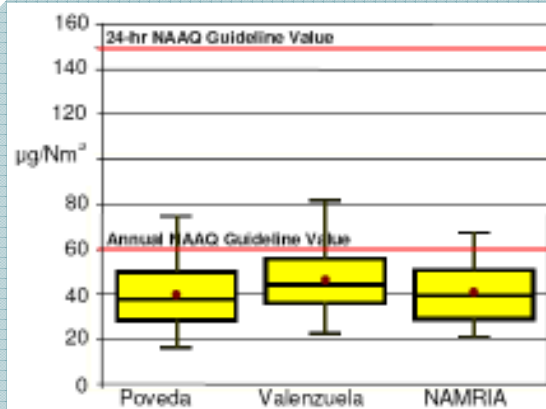 160
24-hr NAAQ Guideline Value
140
120
µg/Nm³
80
Annual NAAQ Guideline Value
60
40
20
0
Poveda Valenzuela NAMRIA